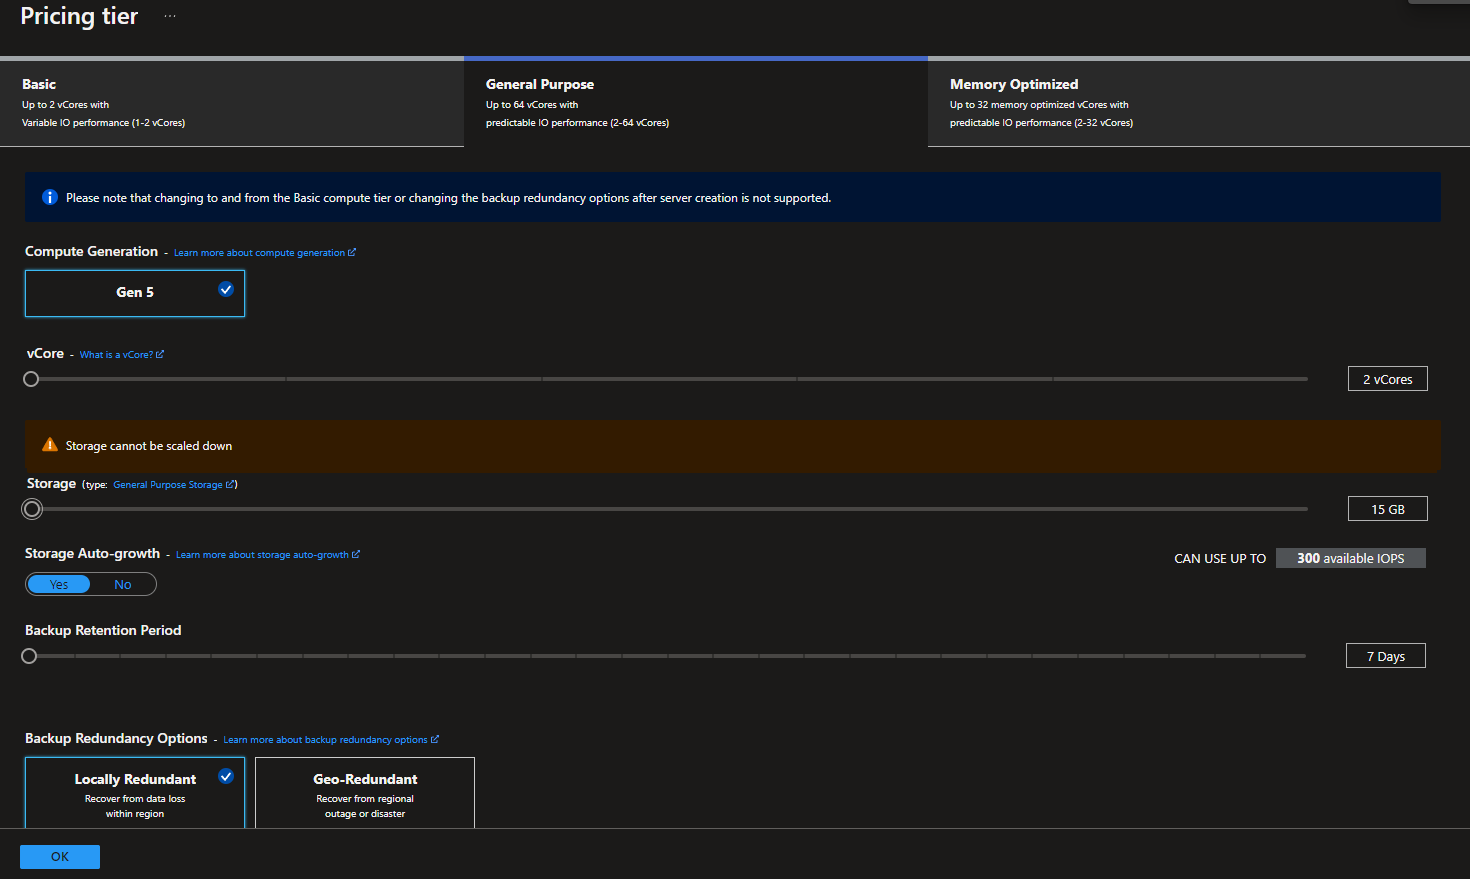 Pricing tier ...
Basic
Up to 2 vCores with
Variable IO performance (1-2 vCores)
General Purpose
Up to 64 vCores with
predictable IO performance (2-64 vCores)
Memory Optimized
Up to 32 memory optimized vCores with
predictable IO performance (2-32 vCores)
Please note that changing to and from the Basic compute tier or changing the backup redundancy options after server creation is not supported.
Compute Generation - Learn more about compute generation
Gen 5
vCore - What is a vCore?
2 vCores
Storage cannot be scaled down
Storage (type: General Purpose Storage)
15 GB
Storage Auto-growth - Learn more about storage auto-growth
CAN USE UP TO 300 available IOPS
Yes No
Backup Retention Period
7 Days
Backup Redundancy Options - Learn more about backup redundancy options
Locally Redundant
Recover from data loss
within region
Geo-Redundant
Recover from regional
outage or disaster
OK